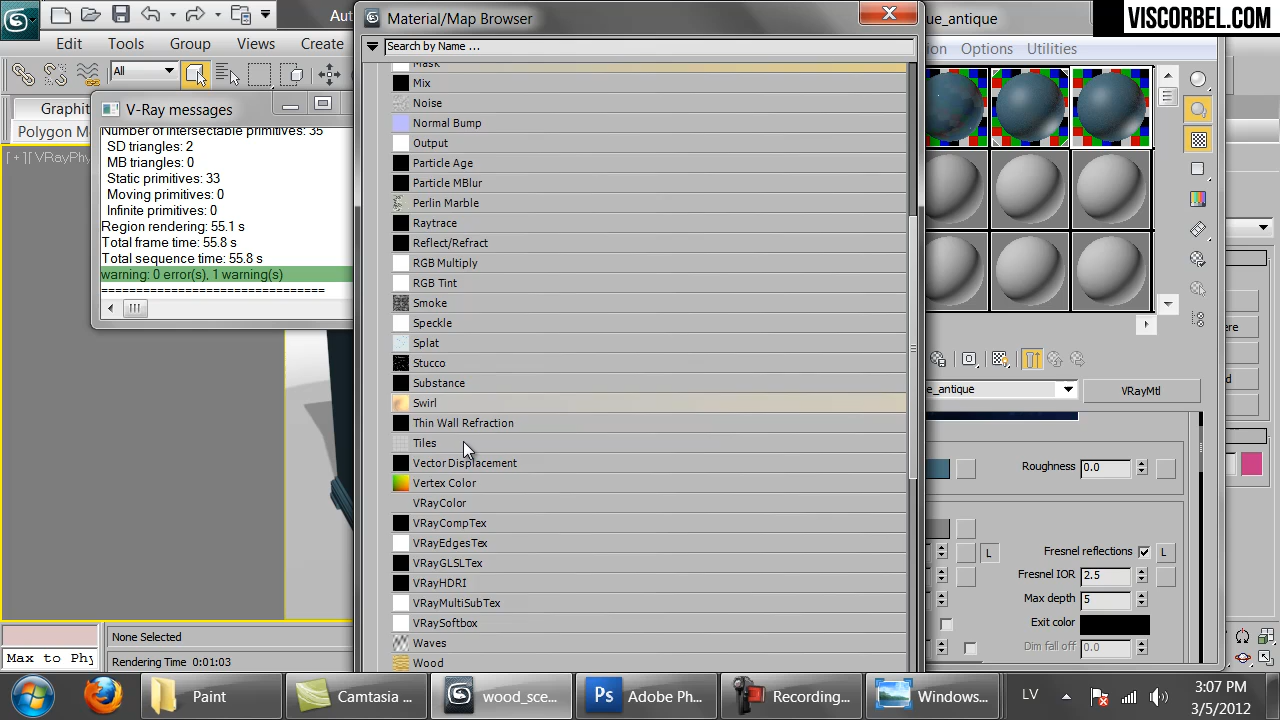 Aut
Material/Map Browser
ue_antique
VISCORBEL.COM
Edit
Tools
Group
Views
Create
Search by Name ...
on
Options
Utilities
All
Graphit
Polygon M
V-Ray messages
[ + ] [ VRayPhy
Number of intersectable primitives: 35
SD triangles: 2
MB triangles: 0
Static primitives: 33
Moving primitives: 0
Infinite primitives: 0
Region rendering: 55.1 s
Total frame time: 55.8 s
Total sequence time: 55.8 s
warning: 0 error(s), 1 warning(s)
==============================
Mask
Mix
Noise
Normal Bump
Output
Particle Age
Particle MBlur
Perlin Marble
Raytrace
Reflect/Refract
RGB Multiply
RGB Tint
Smoke
Speckle
Splat
Stucco
Substance
Swirl
Thin Wall Refraction
Tiles
Vector Displacement
Vertex Color
VRayColor
VRayCompTex
VRayEdgesTex
VRayGLSLTex
VRayHDRI
VRayMultiSubTex
VRaySoftbox
Waves
Wood
ere
d
e_antique
VRayMtl
Roughness
0.0
L
Fresnel reflections
L
Fresnel IOR
2.5
Max depth
5
Exit color
Dim fall off
0.0
None Selected
Max to Phy
Rendering Time 0:01:03
Paint
Camtasia ...
wood_sce...
Ps
Adobe Ph...
Recording...
Windows...
LV
3:07 PM
3/5/2012